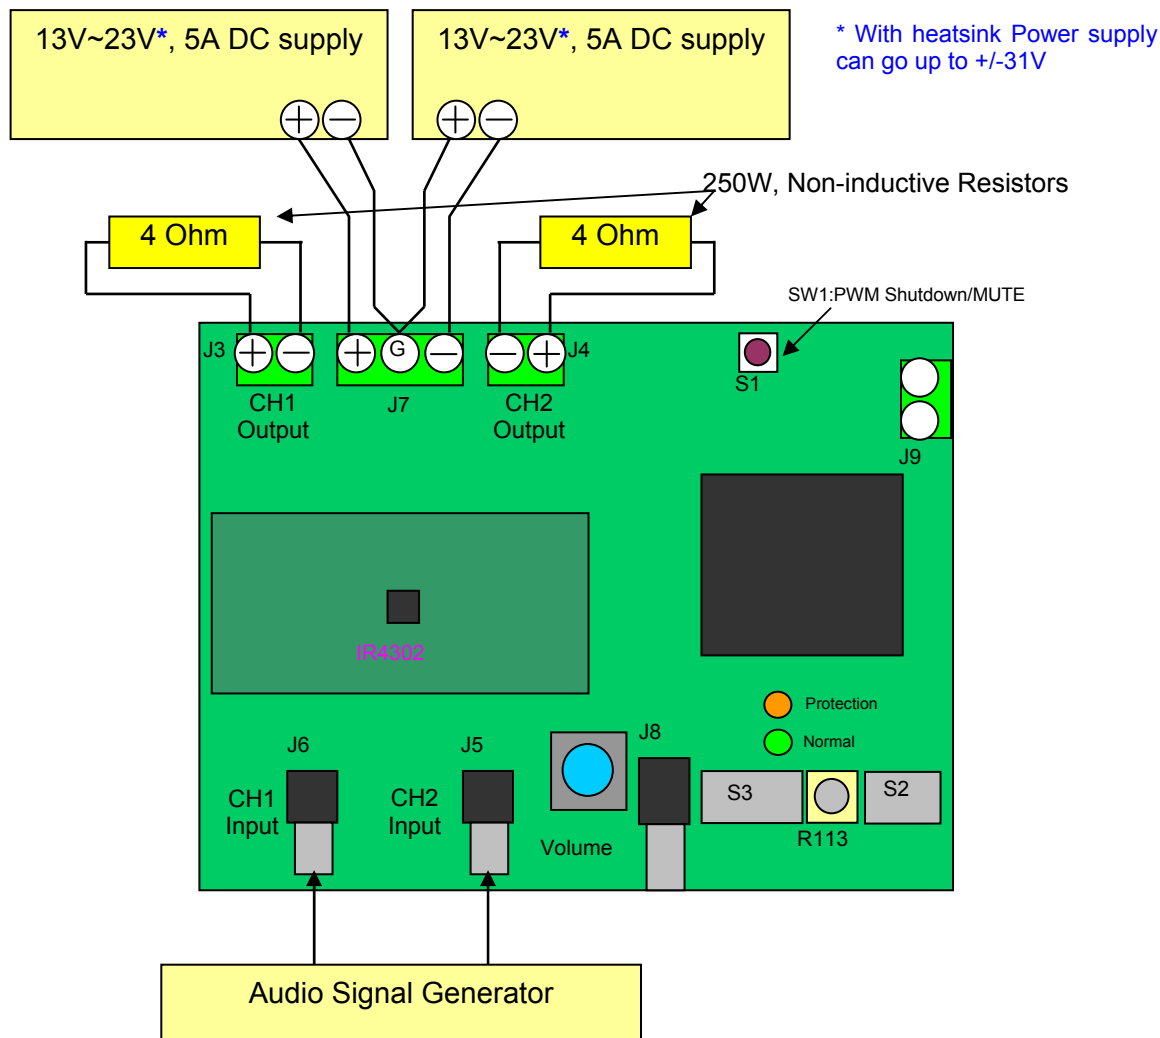 13V~23V*, 5A DC supply
13V~23V*, 5A DC supply
* With heatsink Power supply
can go up to +/-31V
250W, Non-inductive Resistors
4 Ohm
4 Ohm
SW1:PWM Shutdown/MUTE
J3
G
J4
S1
CH1
Output
J7
CH2
Output
J9
IR4302
Protection
Normal
J6
J5
J8
CH1
Input
CH2
Input
Volume
S3
S2
R113
Audio Signal Generator